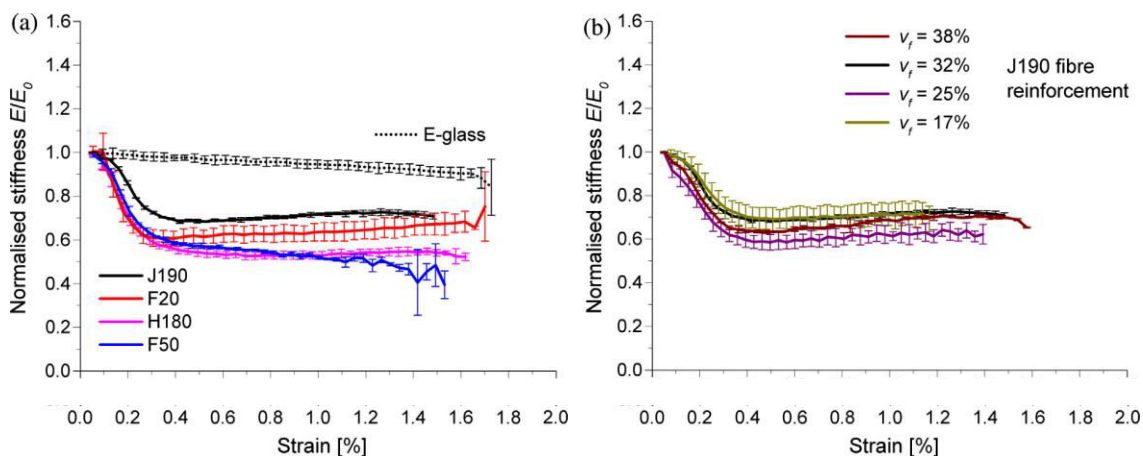 (a)
1.6
1.4
1.2
1.0
0.8
0.6
0.4
0.2
0.0
Normalised stiffness E/E0
E-glass
J190
F20
H180
F50
0.0 0.2 0.4 0.6 0.8 1.0 1.2 1.4 1.6 1.8 2.0
Strain [%]
(b)
1.6
1.4
1.2
1.0
0.8
0.6
0.4
0.2
0.0
Normalised stiffness E/E0
vf = 38%
vf = 32%
vf = 25%
vf = 17%
J190 fibre
reinforcement
0.0 0.2 0.4 0.6 0.8 1.0 1.2 1.4 1.6 1.8 2.0
Strain [%]